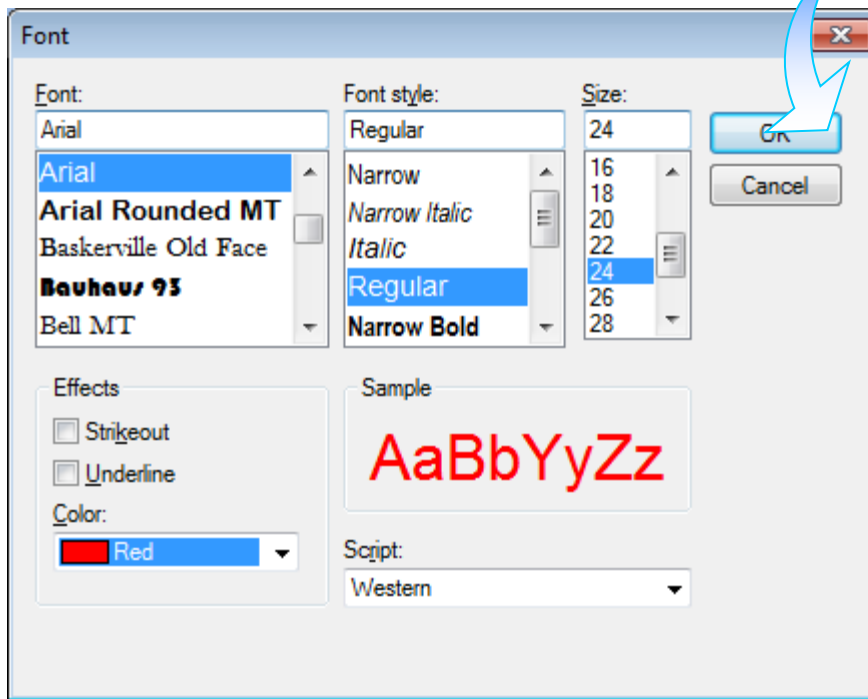 Font
Font:
Font style:
Size:
Arial
Regular
24
OK
Cancel
Arial
Arial Rounded MT
Baskerville Old Face
Bauhaus 93
Bell MT
Narrow
Narrow Italic
Italic
Regular
Narrow Bold
16
18
20
22
24
26
28
Effects
Strikeout
Underline
Color:
Red
Sample
AaBbYyZz
Script:
Western